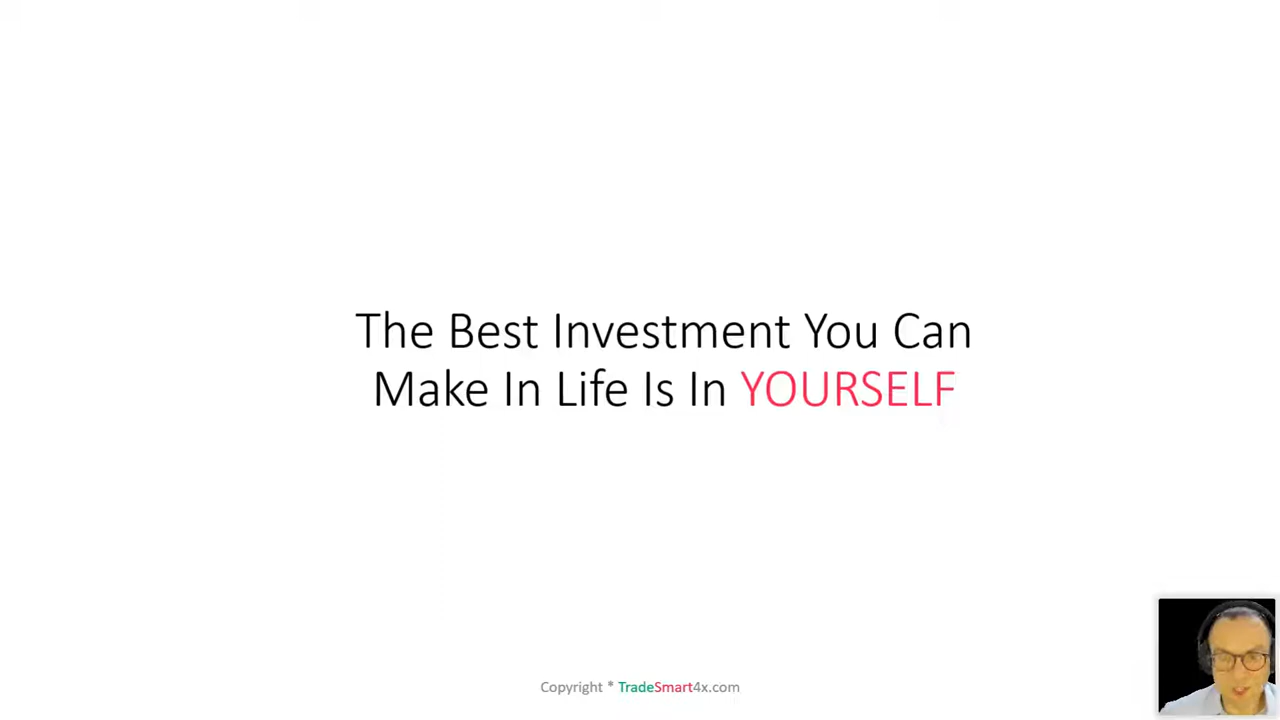 The Best Investment You Can
Make In Life Is In YOURSELF
Copyright * TradeSmart4x.com